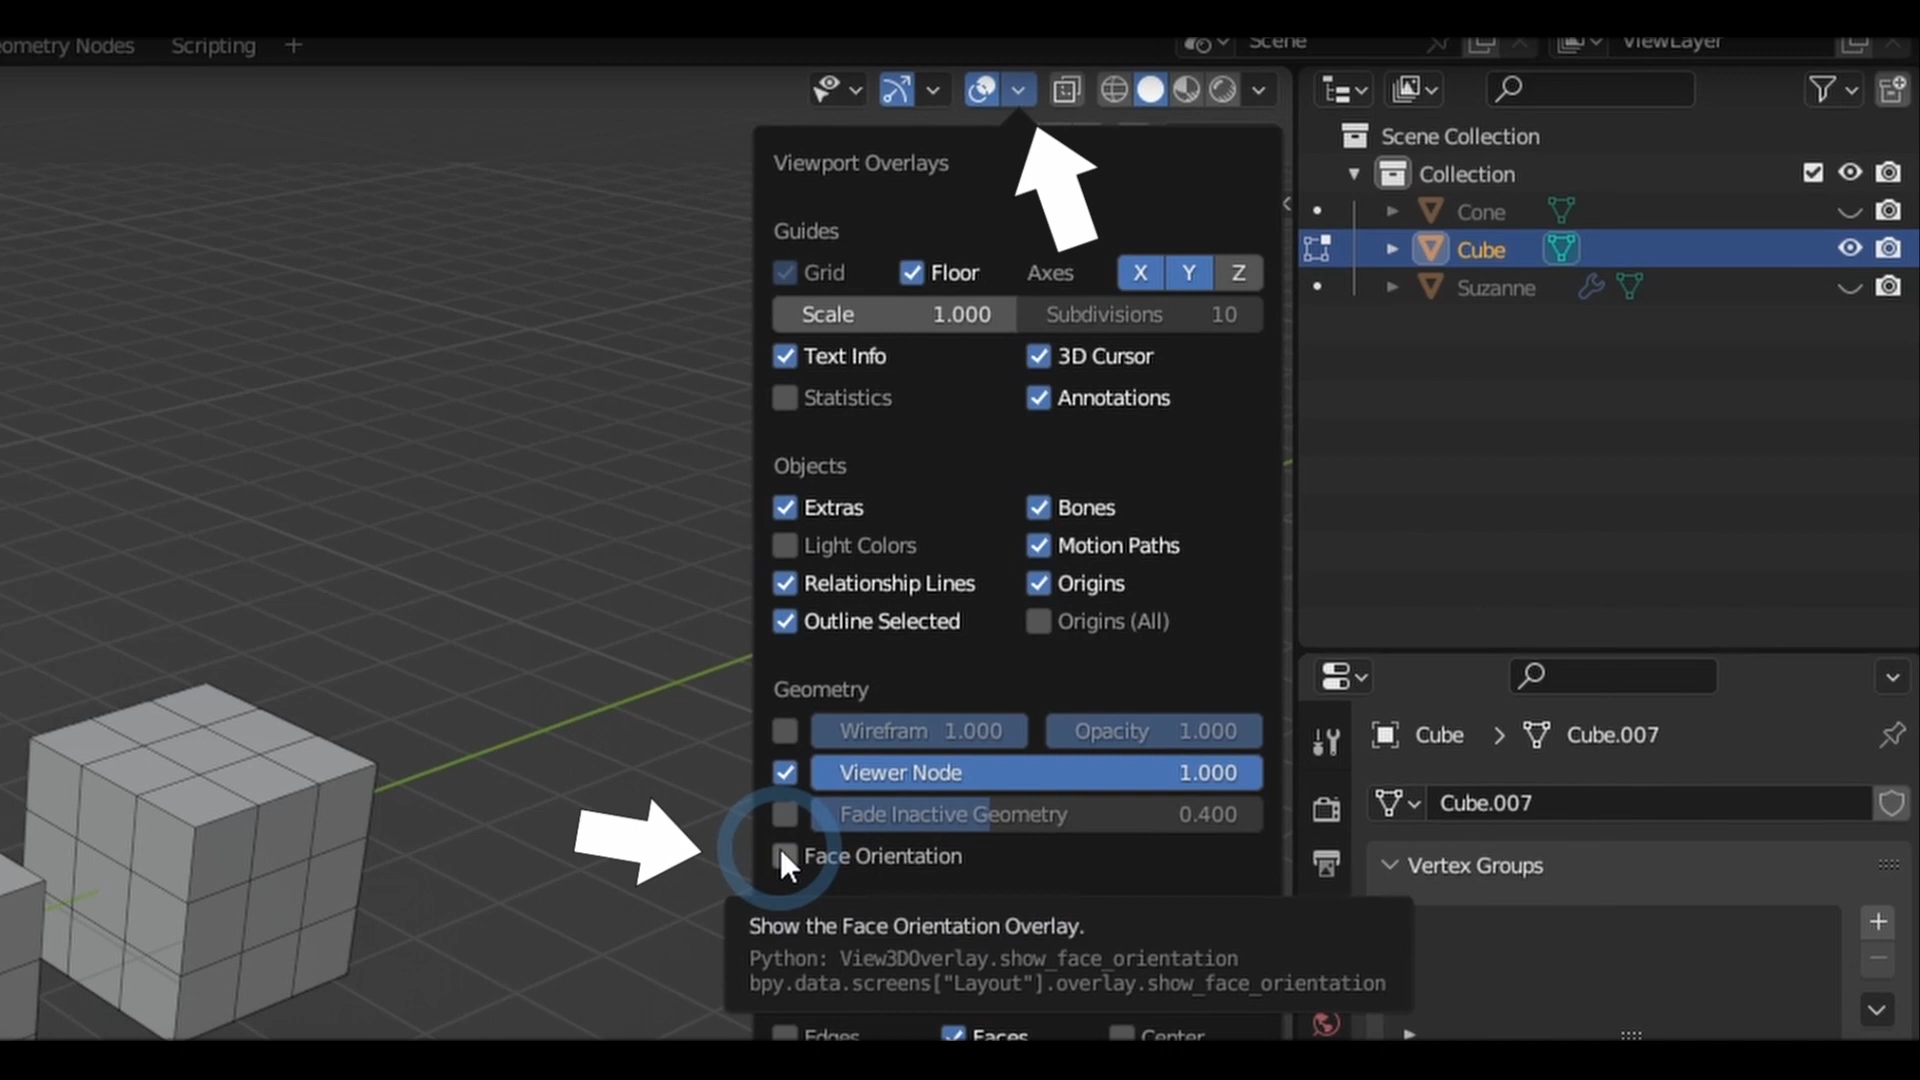 ometry Nodes Scripting +
Scene ViewLayer
Viewport Overlays
Guides
Grid Floor Axes X Y Z
Scale 1.000 Subdivisions 10
Text Info 3D Cursor
Statistics Annotations
Objects
Extras Bones
Light Colors Motion Paths
Relationship Lines Origins
Outline Selected Origins (All)
Geometry
Wirefram 1.000 Opacity 1.000
Viewer Node 1.000
Fade Inactive Geometry 0.400
Face Orientation
Show the Face Orientation Overlay.
Python: View3DOverlay.show_face_orientation
bpy.data.screens["Layout"].overlay.show_face_orientation
Edges Faces Center
Scene Collection
Collection
Cone
Cube
Suzanne
Cube > Cube.007
Cube.007
Vertex Groups